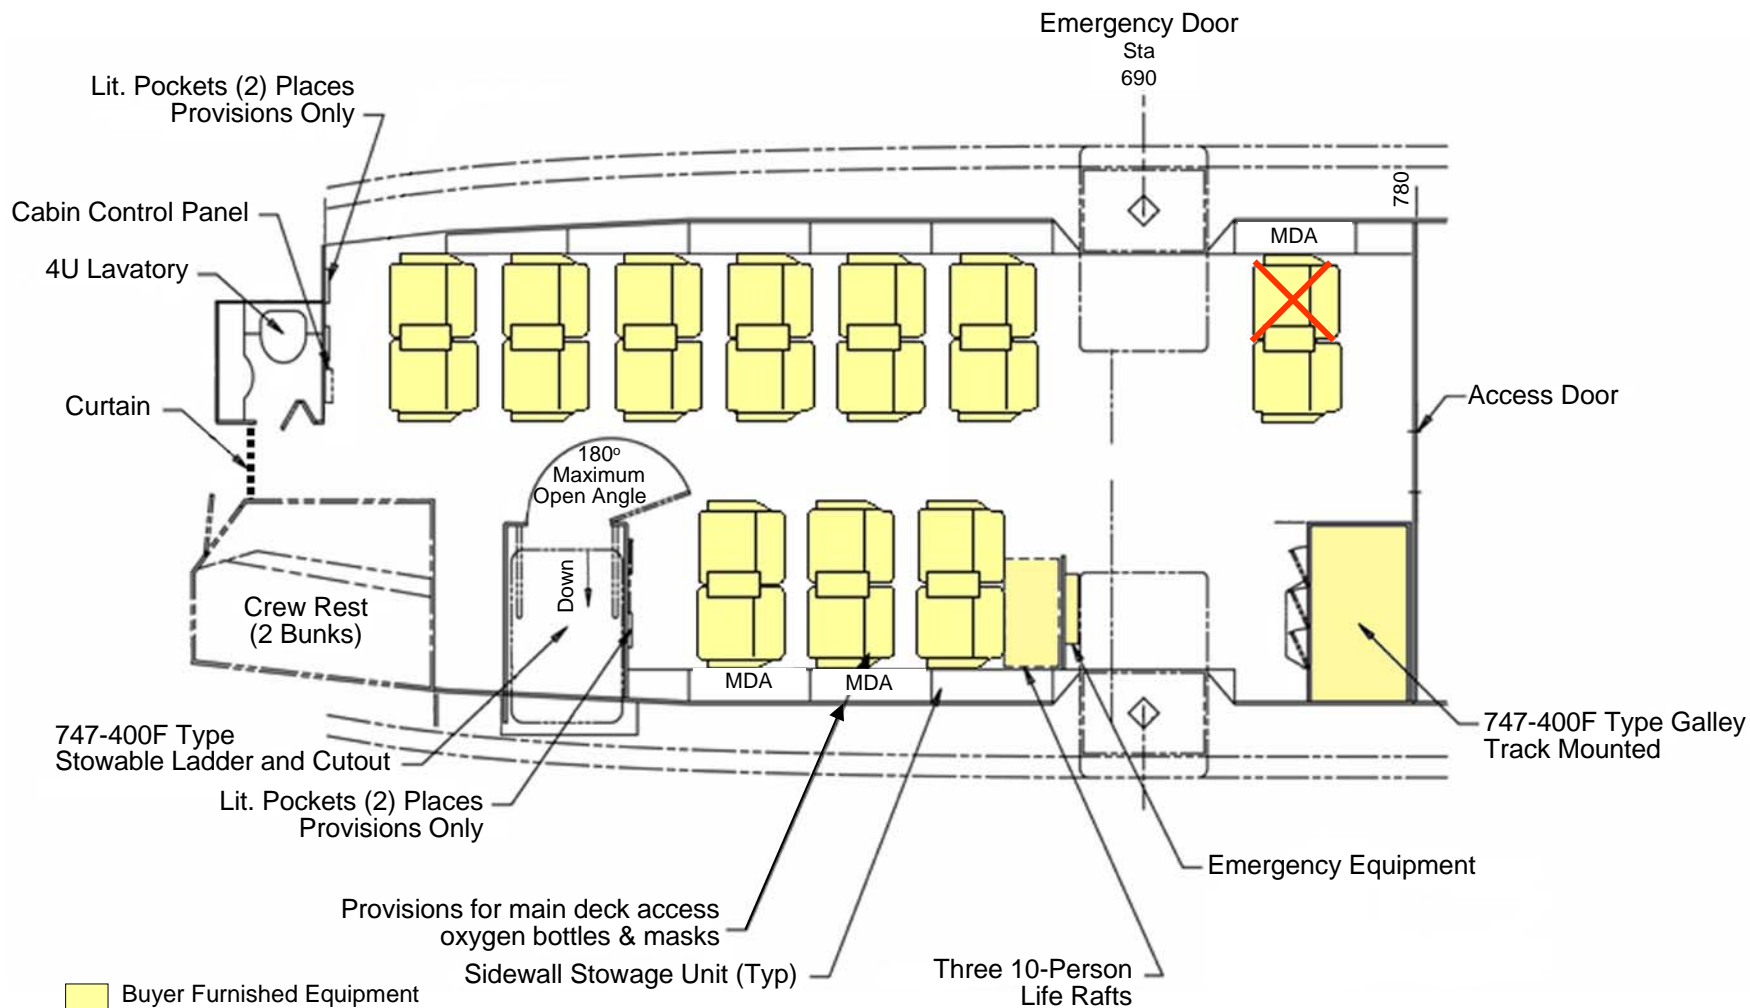 Emergency Door
Sta
690
Lit. Pockets (2) Places
Provisions Only
780
Cabin Control Panel
MDA
4U Lavatory
Curtain
Access Door
180o
Maximum
Open Angle
Down
Crew Rest
(2 Bunks)
MDA
MDA
747-400F Type
Stowable Ladder and Cutout
747-400F Type Galley
Track Mounted
Lit. Pockets (2) Places
Provisions Only
Emergency Equipment
Provisions for main deck access
oxygen bottles & masks
Sidewall Stowage Unit (Typ)
Three 10-Person
Life Rafts
Buyer Furnished Equipment